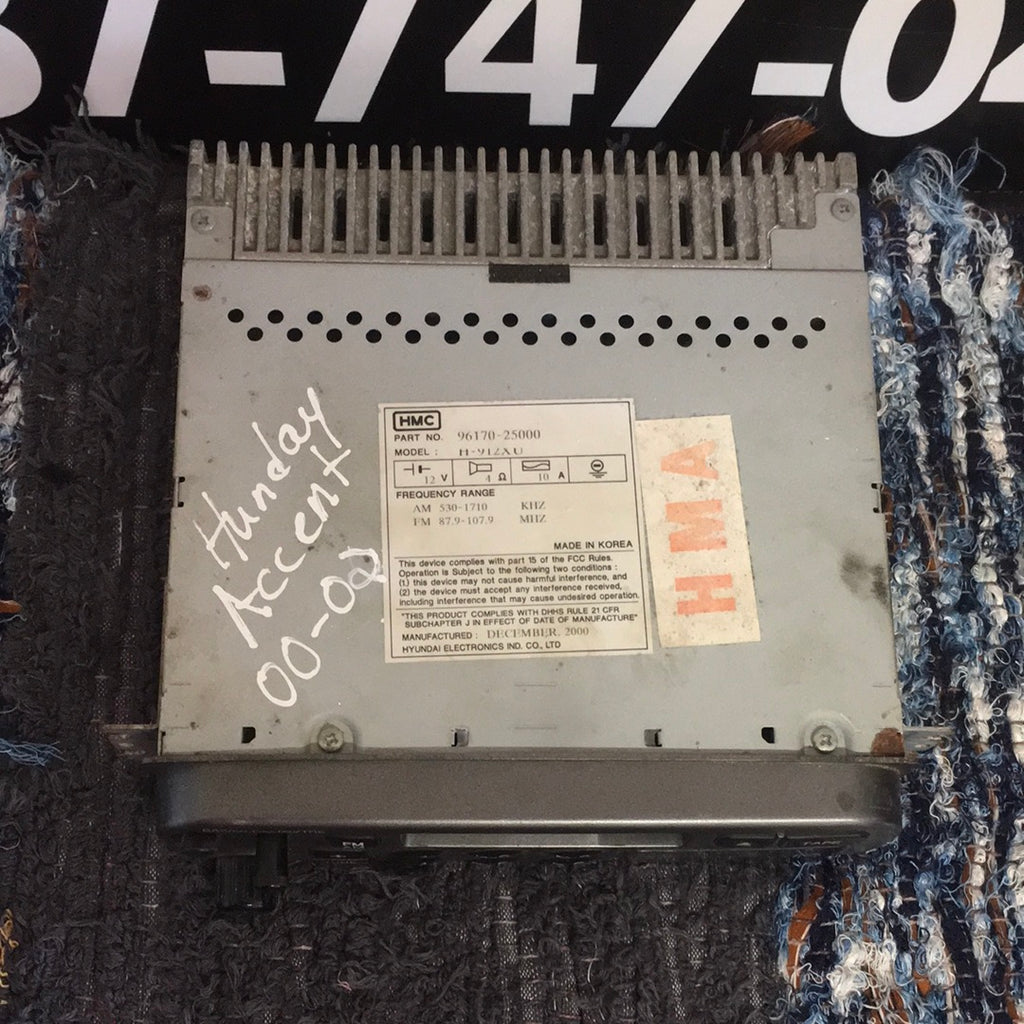 HMC
PART NO. 96170-25000
MODEL : H-912XU
12 V 4 Ω 10 A
FREQUENCY RANGE
AM 530-1710 KHZ
FM 87.9-107.9 MHZ
MADE IN KOREA
This device complies with part 15 of the FCC Rules.
Operation is Subject to the following two conditions :
(1) this device may not cause harmful interference, and
(2) the device must accept any interference received,
including interference that may cause undesired operation.
"THIS PRODUCT COMPLIES WITH DHHS RULE 21 CFR
SUBCHAPTER J IN EFFECT OF DATE OF MANUFACTURE"
MANUFACTURED : DECEMBER, 2000
HYUNDAI ELECTRONICS IND. CO., LTD
HMA
Hunday
Accent
00-02
FM